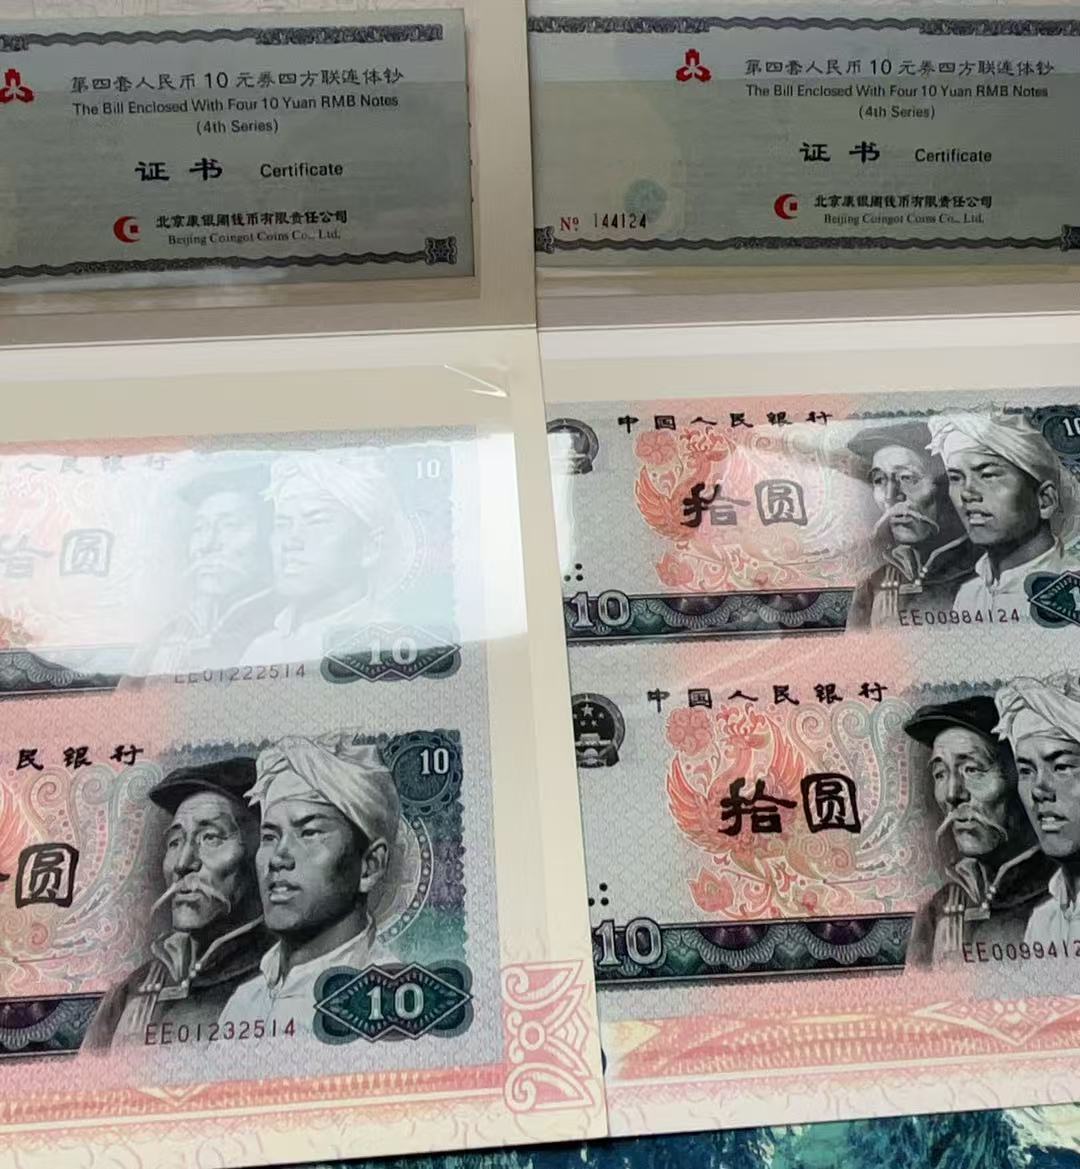 第四套人民币10元券四方联连体钞
The Bill Enclosed With Four 10 Yuan RMB Notes
(4th Series)
证书 Certificate
北京康银阁钱币有限责任公司
Beijing Coingot Coins Co., Ltd.
第四套人民币10元券四方联连体钞
The Bill Enclosed With Four 10 Yuan RMB Notes
(4th Series)
证书 Certificate
北京康银阁钱币有限责任公司
Beijing Coingot Coins Co., Ltd.
Nº 144124
人民银行
10
拾圆
10
EE01222514
民银行
10
圆
10
EE01232514
中国人民银行
10
拾圆
10
EE00984124
中国人民银行
拾圆
10
EE0099412